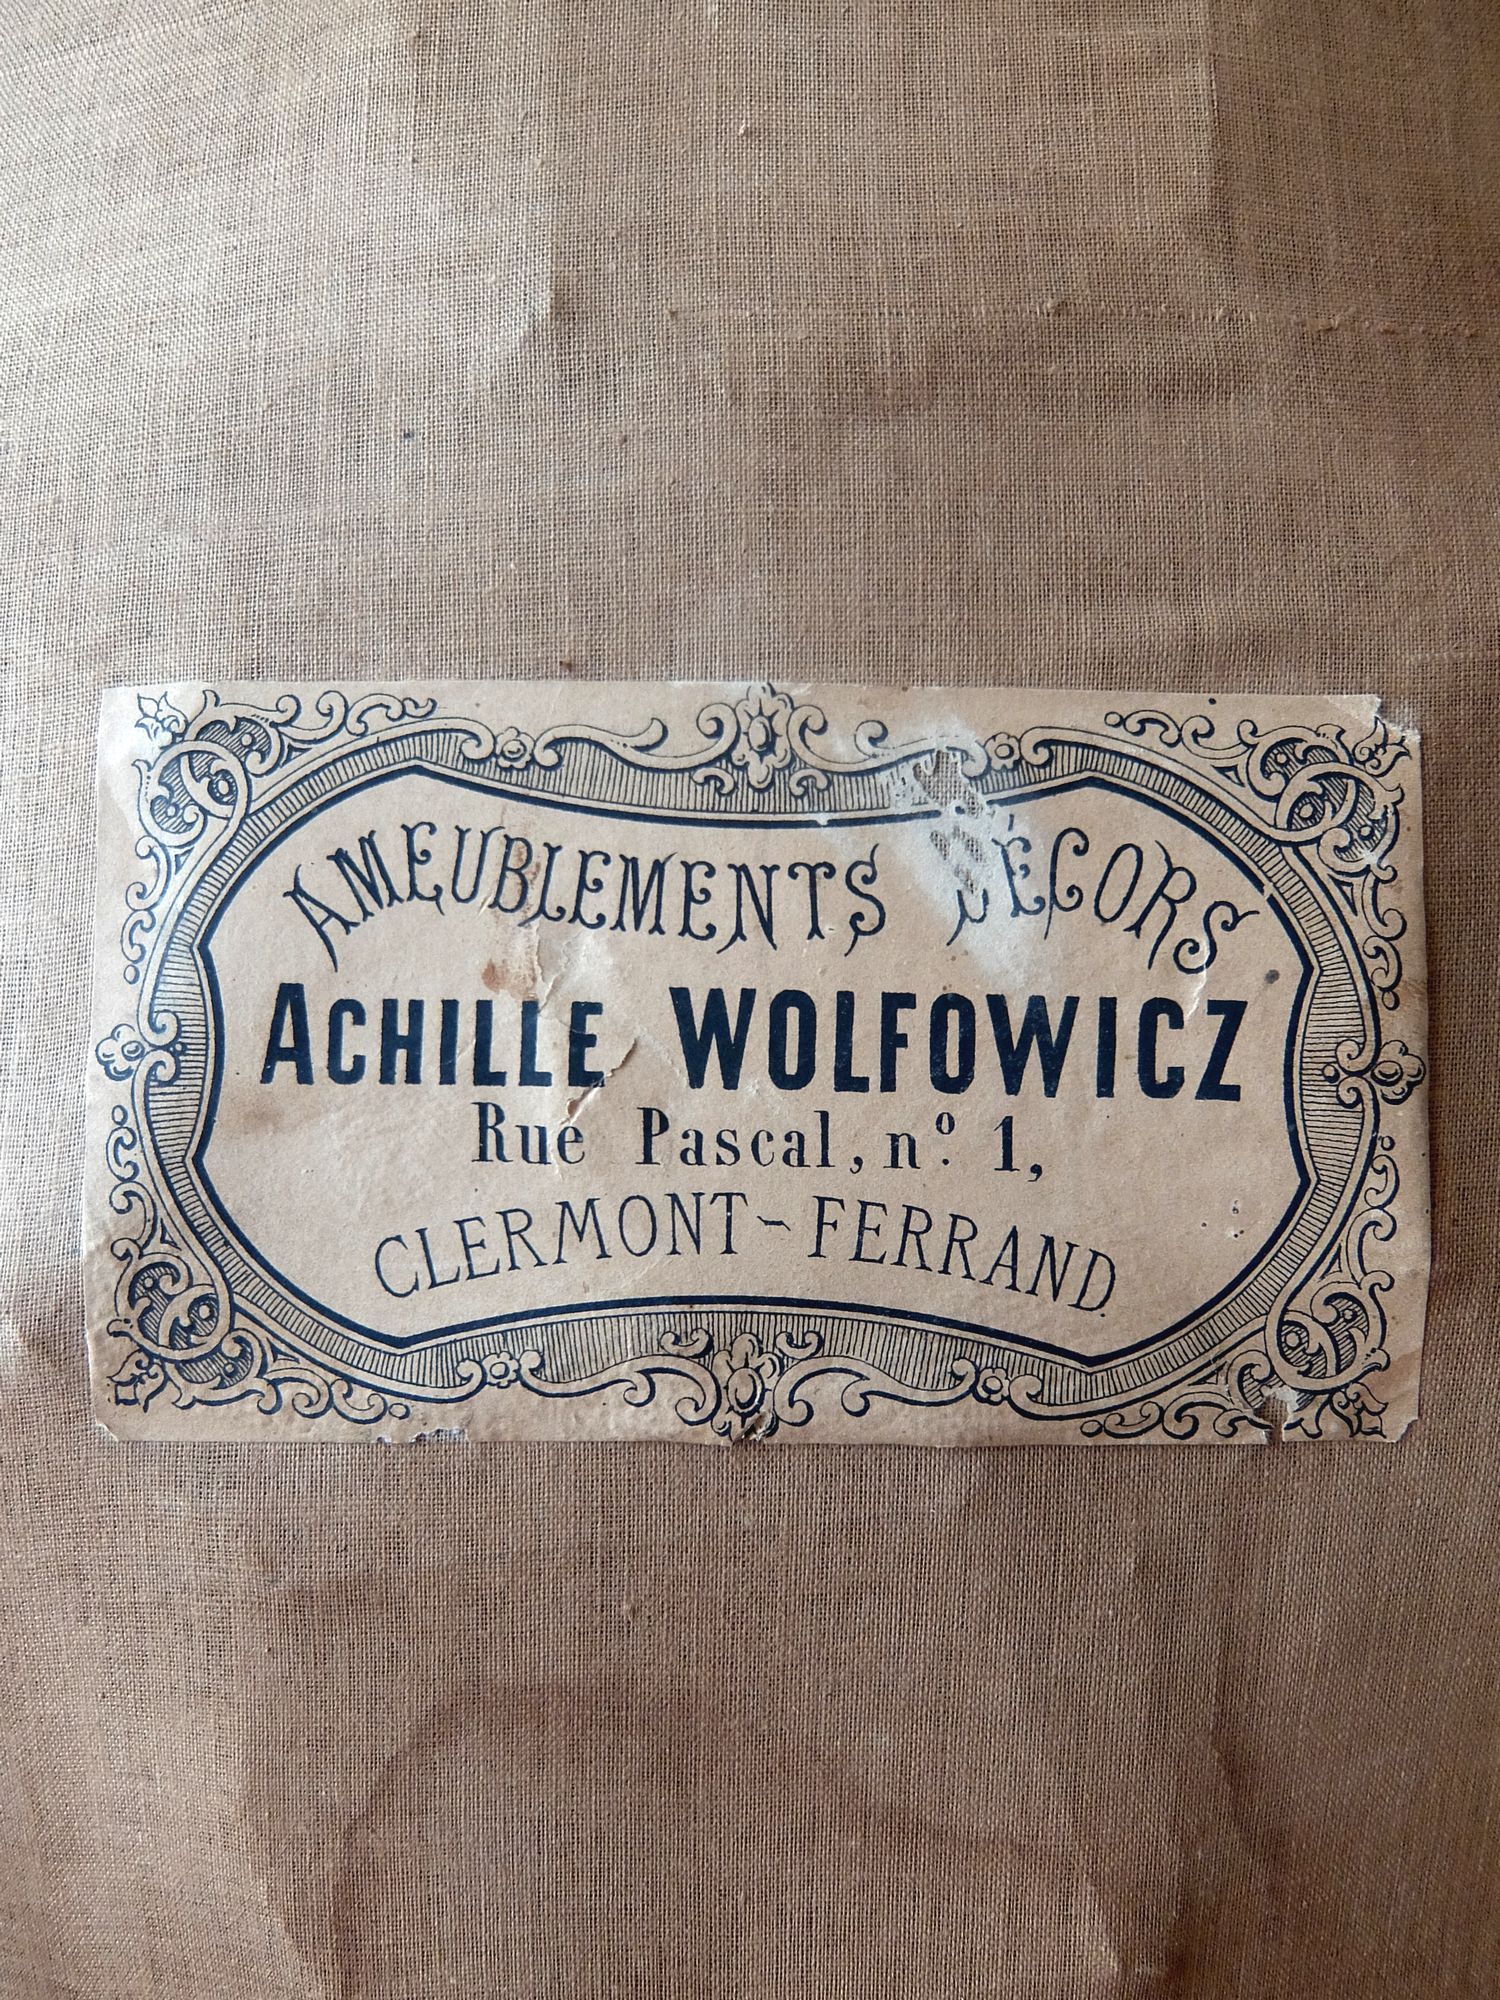 AMEUBLEMENTS DÉCORS
ACHILLE WOLFOWICZ
Rue Pascal, nº 1,
CLERMONT-FERRAND.